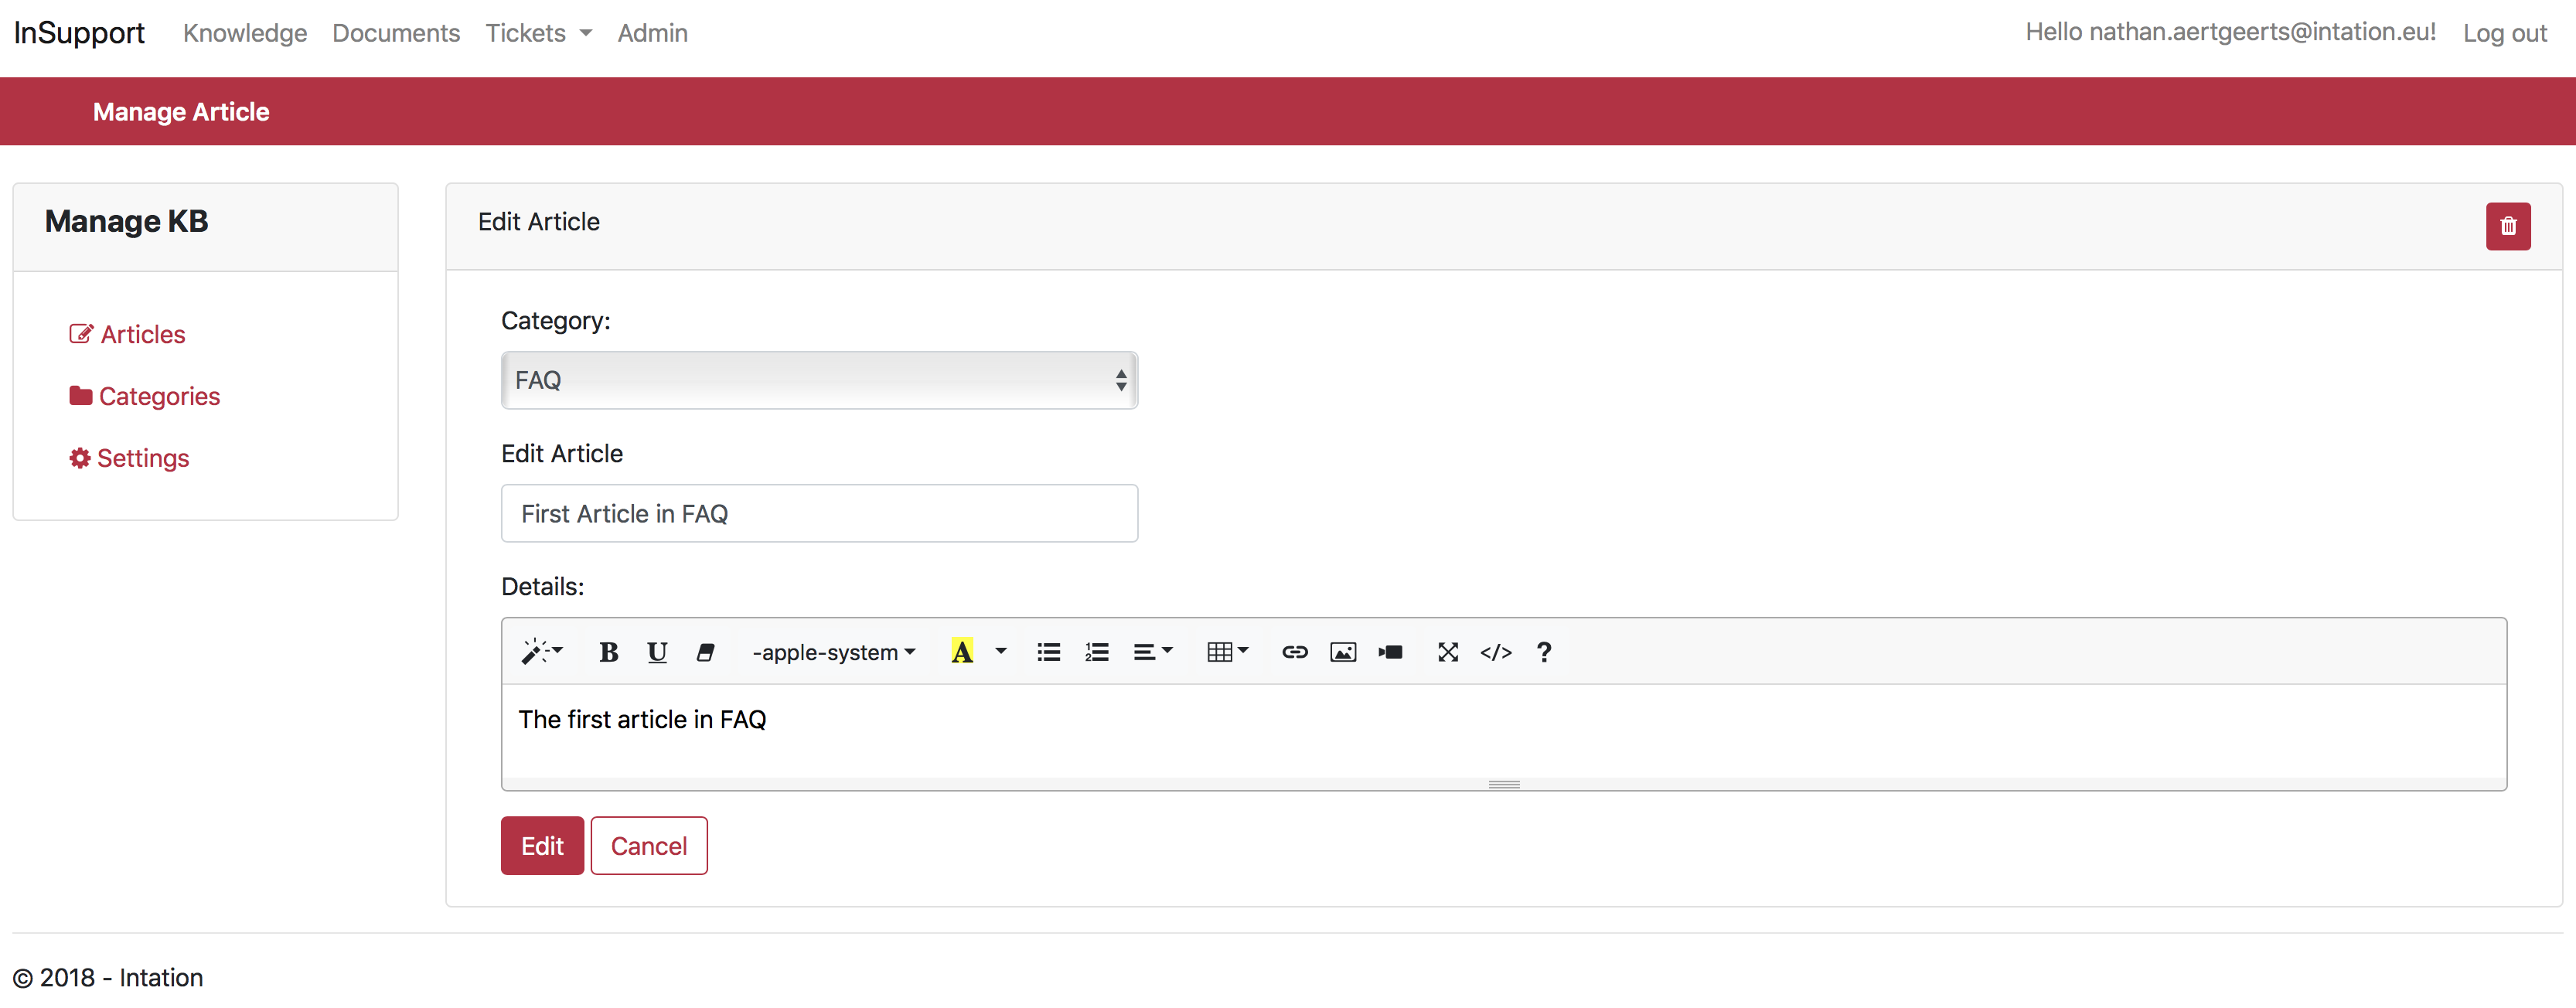 InSupport Knowledge Documents Tickets Admin Hello nathan.aertgeerts@intation.eu! Log out
Manage Article
Manage KB
Articles
Categories
Settings
Edit Article
Category:
FAQ
Edit Article
First Article in FAQ
Details:
B U -apple-system A </> ?
The first article in FAQ
Edit Cancel
© 2018 - Intation